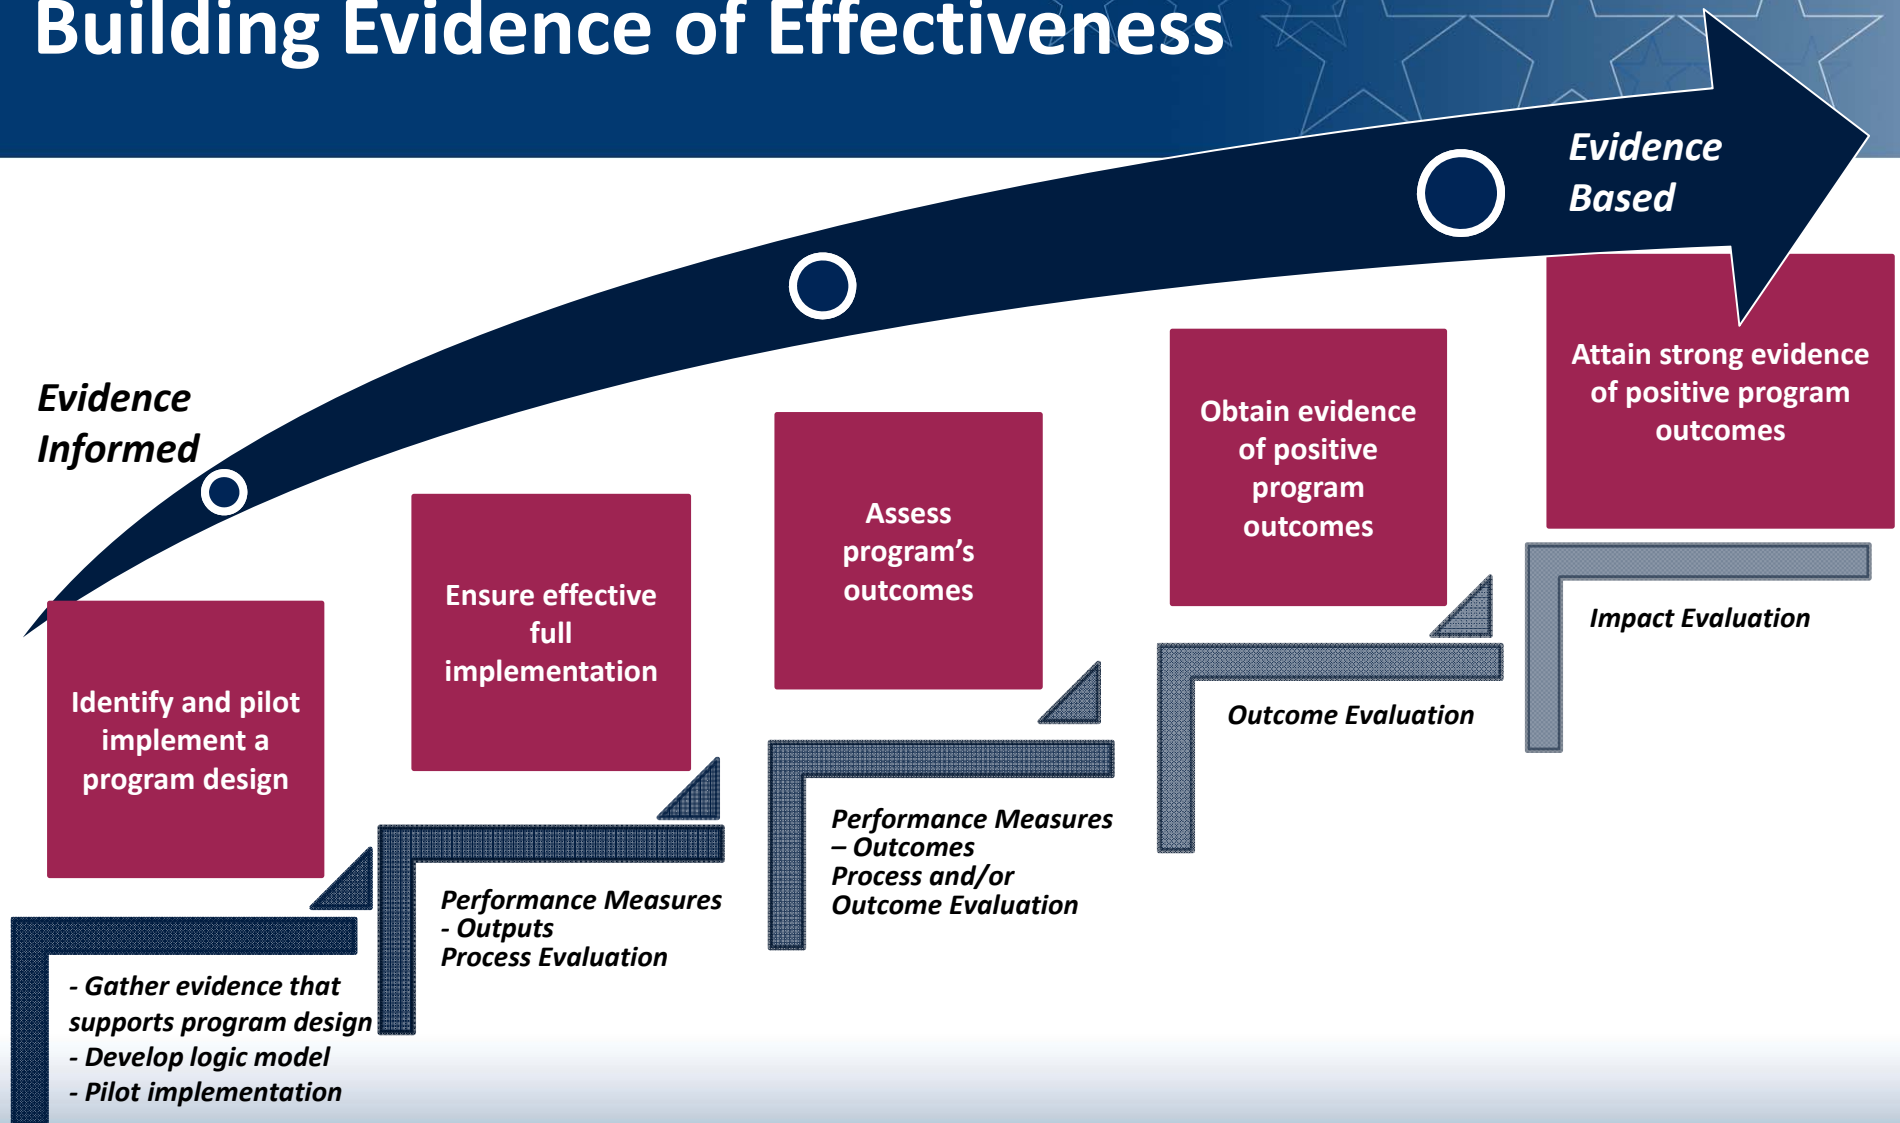 Building Evidence of Effectiveness
Evidence
Based
Evidence
Informed
Identify and pilot
implement a
program design
- Gather evidence that
supports program design
- Develop logic model
- Pilot implementation
Ensure effective
full
implementation
Performance Measures
- Outputs
Process Evaluation
Assess
program’s
outcomes
Performance Measures
– Outcomes
Process and/or
Outcome Evaluation
Obtain evidence
of positive
program
outcomes
Outcome Evaluation
Attain strong evidence
of positive program
outcomes
Impact Evaluation